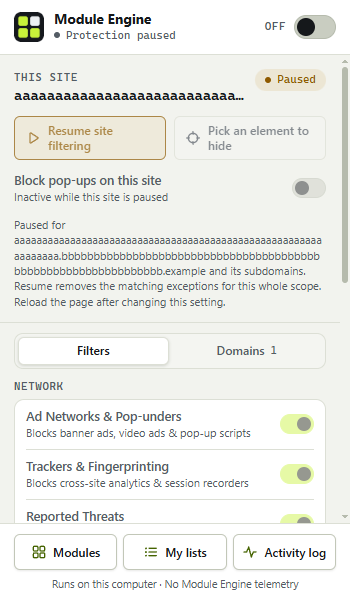 Module Engine
Protection paused
OFF
THIS SITE
Paused
aaaaaaaaaaaaaaaaaaaaaaaaaaa…
Resume site
filtering
Pick an element to
hide
Block pop-ups on this site
Inactive while this site is paused
Paused for
aaaaaaaaaaaaaaaaaaaaaaaaaaaaaaaaaaaaaaaaaaaaaaaaaaaaaa
aaaaaaaaa.bbbbbbbbbbbbbbbbbbbbbbbbbbbbbbbbbbbbbbbbbb
bbbbbbbbbbbbbbbbbbbbb.example and its subdomains.
Resume removes the matching exceptions for this whole scope.
Reload the page after changing this setting.
Filters
Domains 1
NETWORK
Ad Networks & Pop-unders
Blocks banner ads, video ads & pop-up scripts
Trackers & Fingerprinting
Blocks cross-site analytics & session recorders
Reported Threats
Modules
My lists
Activity log
Runs on this computer · No Module Engine telemetry